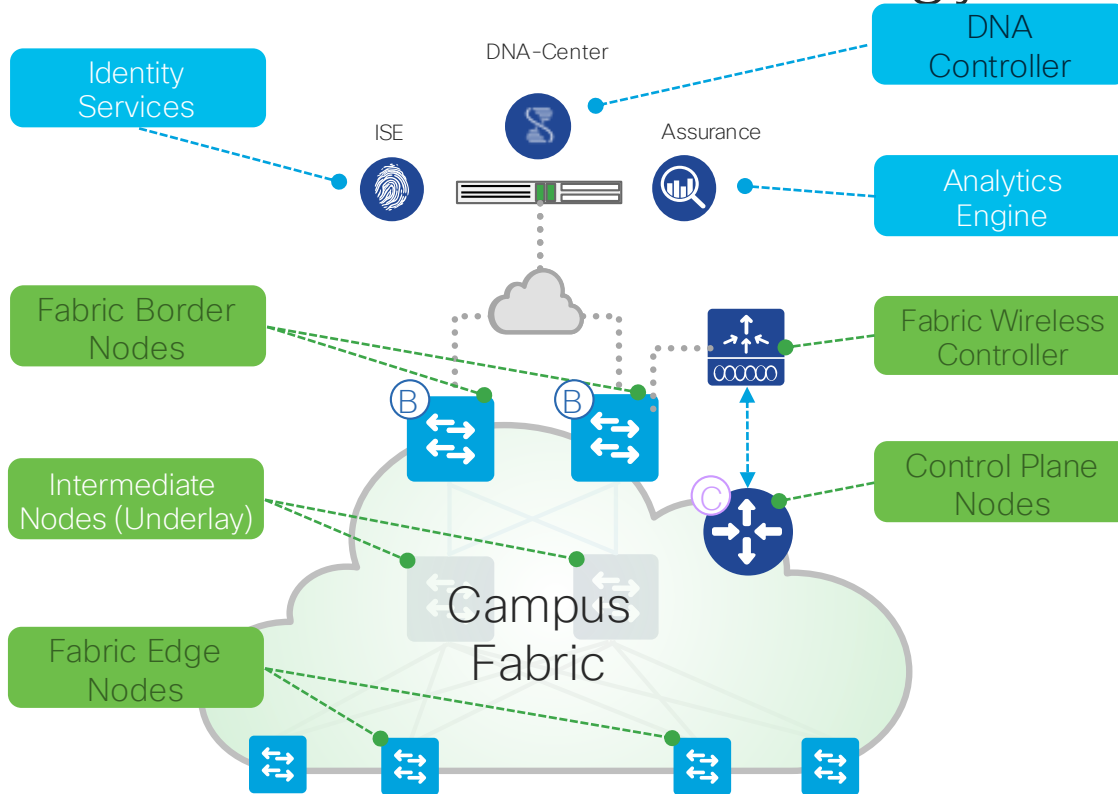 DNA-Center
DNA
Controller
Identity
Services
ISE
Assurance
Analytics
Engine
Fabric Border
Nodes
Fabric Wireless
Controller
B
B
Intermediate
Nodes (Underlay)
Control Plane
Nodes
C
Campus
Fabric
Fabric Edge
Nodes